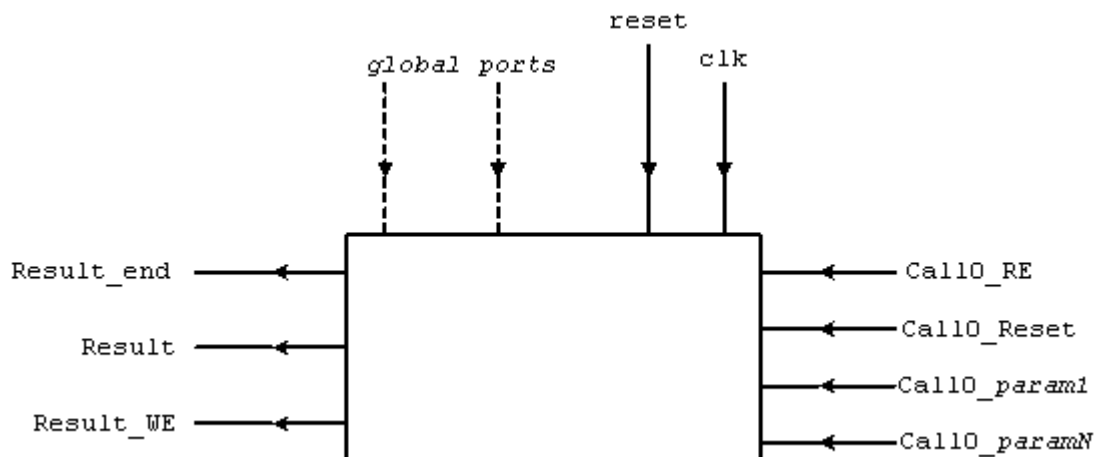 reset
global ports
clk
Result_end
Call0_RE
Call0_Reset
Result
Call0_param1
Result_WE
Call0_paramN